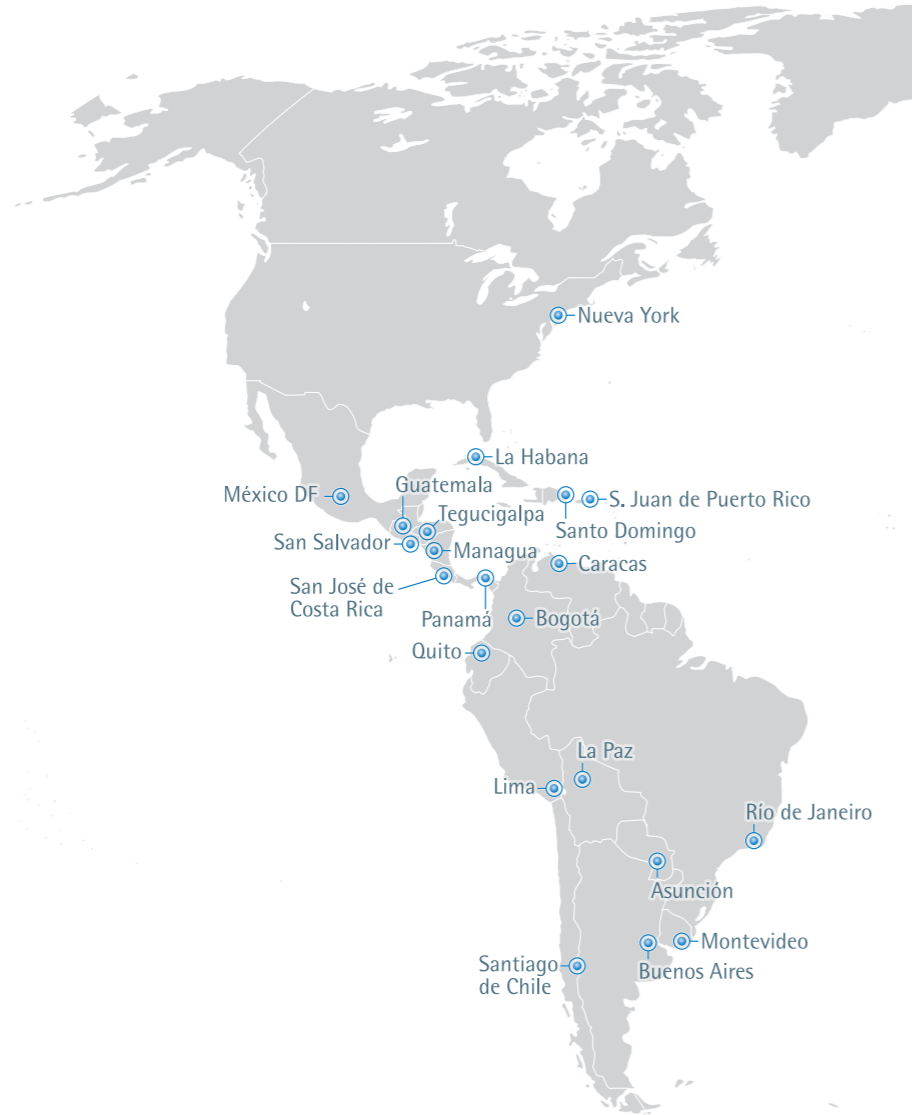 Nueva York
La Habana
Guatemala
México DF
S. Juan de Puerto Rico
Tegucigalpa
Santo Domingo
San Salvador
Managua
Caracas
San José de
Costa Rica
Panamá
Bogotá
Quito
La Paz
Lima
Río de Janeiro
Asunción
Montevideo
Santiago
de Chile
Buenos Aires